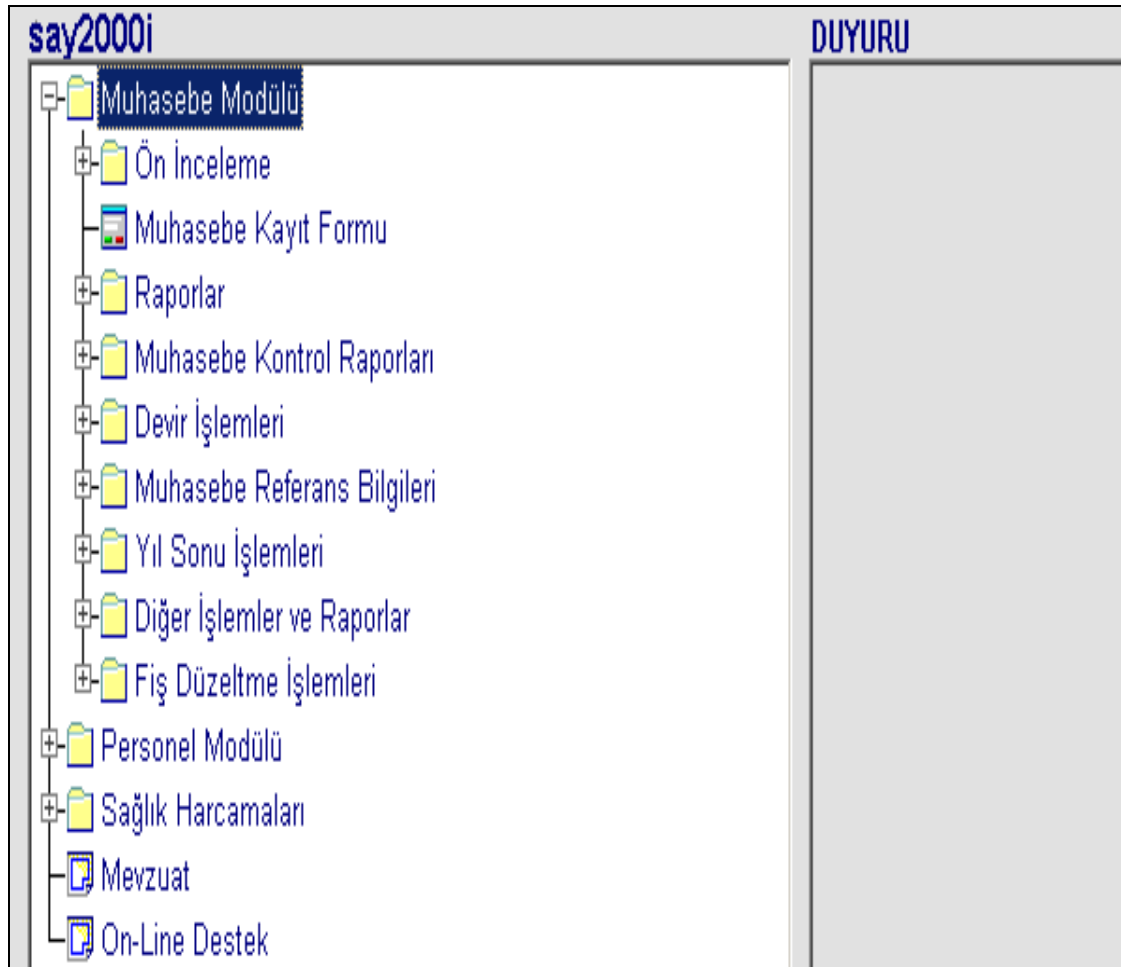 say2000i
DUYURU
Muhasebe Modülü
Ön İnceleme
Muhasebe Kayıt Formu
Raporlar
Muhasebe Kontrol Raporları
Devir İşlemleri
Muhasebe Referans Bilgileri
Yıl Sonu İşlemleri
Diğer İşlemler ve Raporlar
Fiş Düzeltme İşlemleri
Personel Modülü
Sağlık Harcamaları
Mevzuat
On-Line Destek